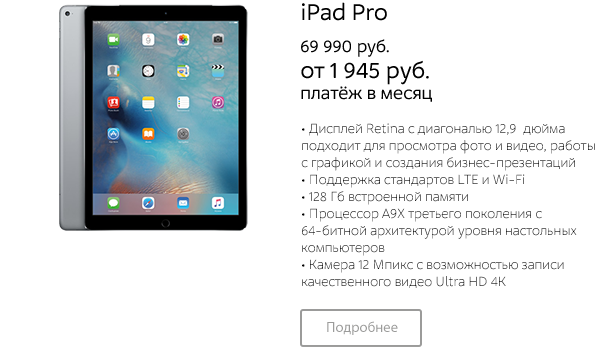 iPad Pro
69 990 руб.
от 1 945 руб.
платёж в месяц
• Дисплей Retina с диагональю 12,9 дюйма
подходит для просмотра фото и видео, работы
с графикой и создания бизнес-презентаций
• Поддержка стандартов LTE и Wi-Fi
• 128 Гб встроенной памяти
• Процессор A9X третьего поколения с
64-битной архитектурой уровня настольных
компьютеров
• Камера 12 Мпикс с возможностью записи
качественного видео Ultra HD 4K
Подробнее